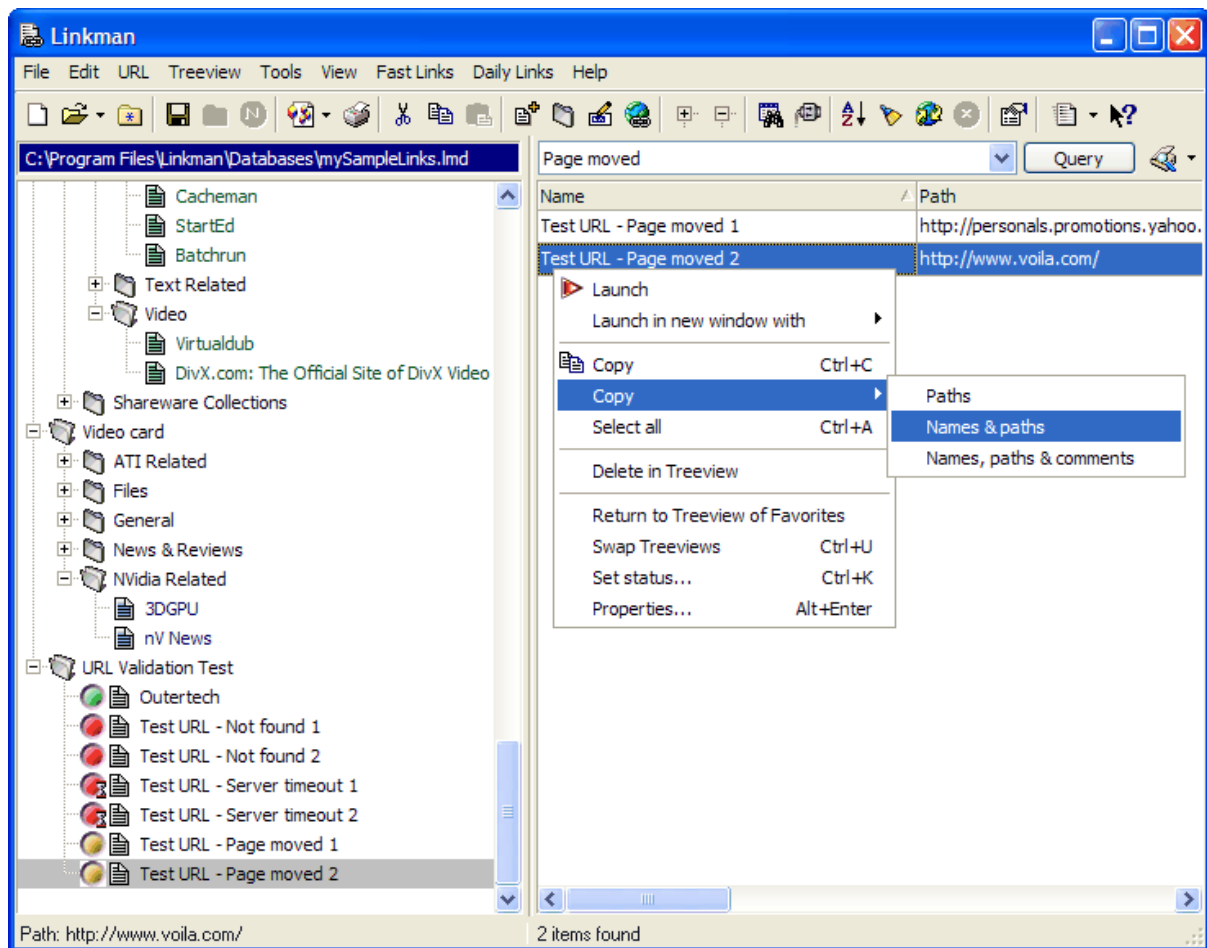 Linkman
File Edit URL Treeview Tools View Fast Links Daily Links Help
C:\Program Files\Linkman\Databases\mySampleLinks.lmd
Page moved
Query
Cacheman
StartEd
Batchrun
Text Related
Video
Virtualdub
DivX.com: The Official Site of DivX Video
Shareware Collections
Video card
ATI Related
Files
General
News & Reviews
NVidia Related
3DGPU
nV News
URL Validation Test
Outertech
Test URL - Not found 1
Test URL - Not found 2
Test URL - Server timeout 1
Test URL - Server timeout 2
Test URL - Page moved 1
Test URL - Page moved 2
Name Path
Test URL - Page moved 1 http://personals.promotions.yahoo.
Test URL - Page moved 2 http://www.voila.com/
Launch
Launch in new window with
Copy Ctrl+C
Copy
Select all Ctrl+A
Delete in Treeview
Return to Treeview of Favorites
Swap Treeviews Ctrl+U
Set status... Ctrl+K
Properties... Alt+Enter
Paths
Names & paths
Names, paths & comments
Path: http://www.voila.com/
2 items found